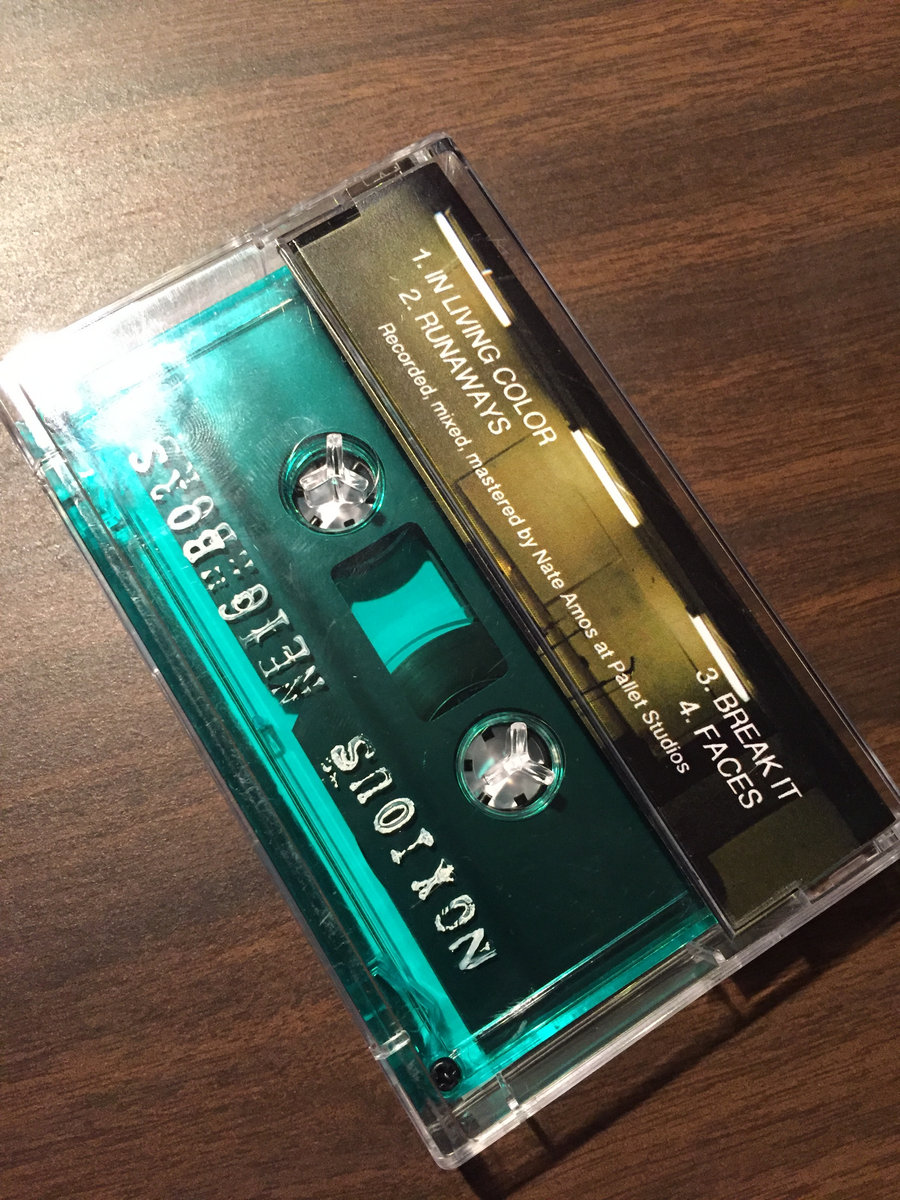 1. IN LIVING COLOR
2. RUNAWAYS
3. BREAK IT
4. FACES
Recorded, mixed, mastered by Nate Amos at Pallet Studios
NOXIOUS NEIGHBORS